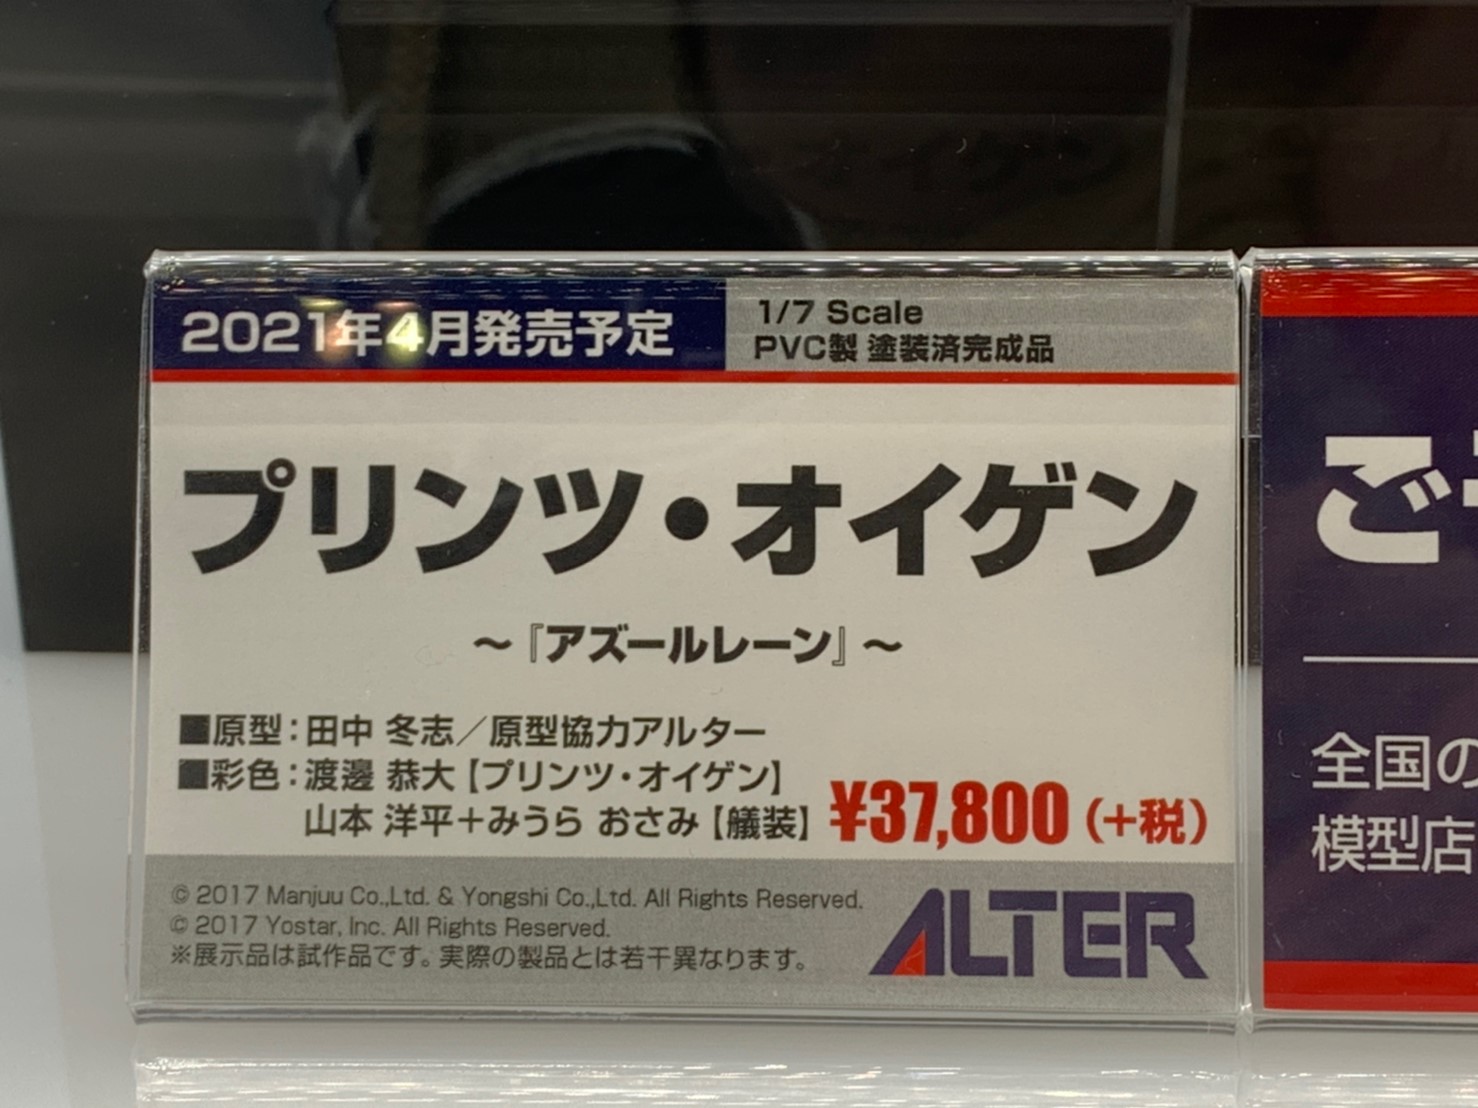 2021年4月発売予定
1/7 Scale
PVC製 塗装済完成品
プリンツ・オイゲン
～『アズールレーン』～
■原型：田中 冬志／原型協力アルター
■彩色：渡邊 恭大【プリンツ・オイゲン】
山本 洋平＋みうら おさみ【艤装】
¥37,800（+税）
© 2017 Manjuu Co.,Ltd. & Yongshi Co.,Ltd. All Rights Reserved.
© 2017 Yostar, Inc. All Rights Reserved.
※展示品は試作品です。実際の製品とは若干異なります。
ALTER
ご
全国の
模型店